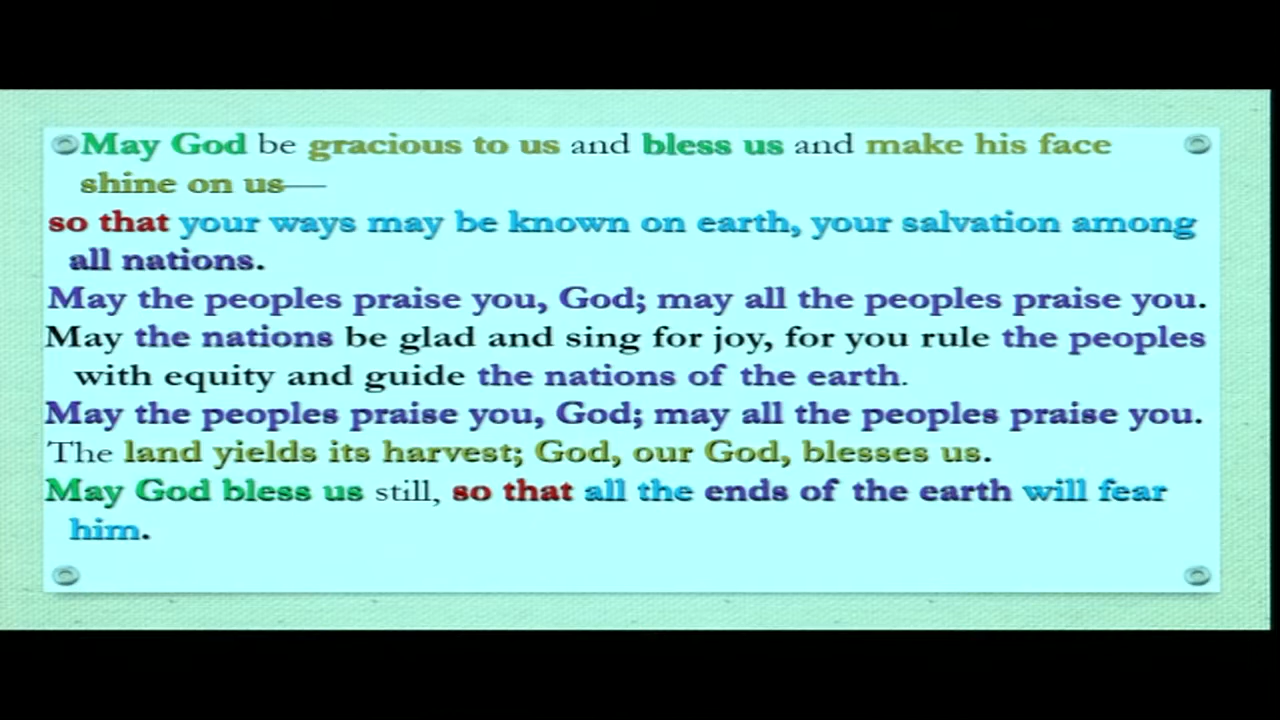 May God be gracious to us and bless us and make his face
shine on us—
so that your ways may be known on earth, your salvation among
all nations.
May the peoples praise you, God; may all the peoples praise you.
May the nations be glad and sing for joy, for you rule the peoples
with equity and guide the nations of the earth.
May the peoples praise you, God; may all the peoples praise you.
The land yields its harvest; God, our God, blesses us.
May God bless us still, so that all the ends of the earth will fear
him.